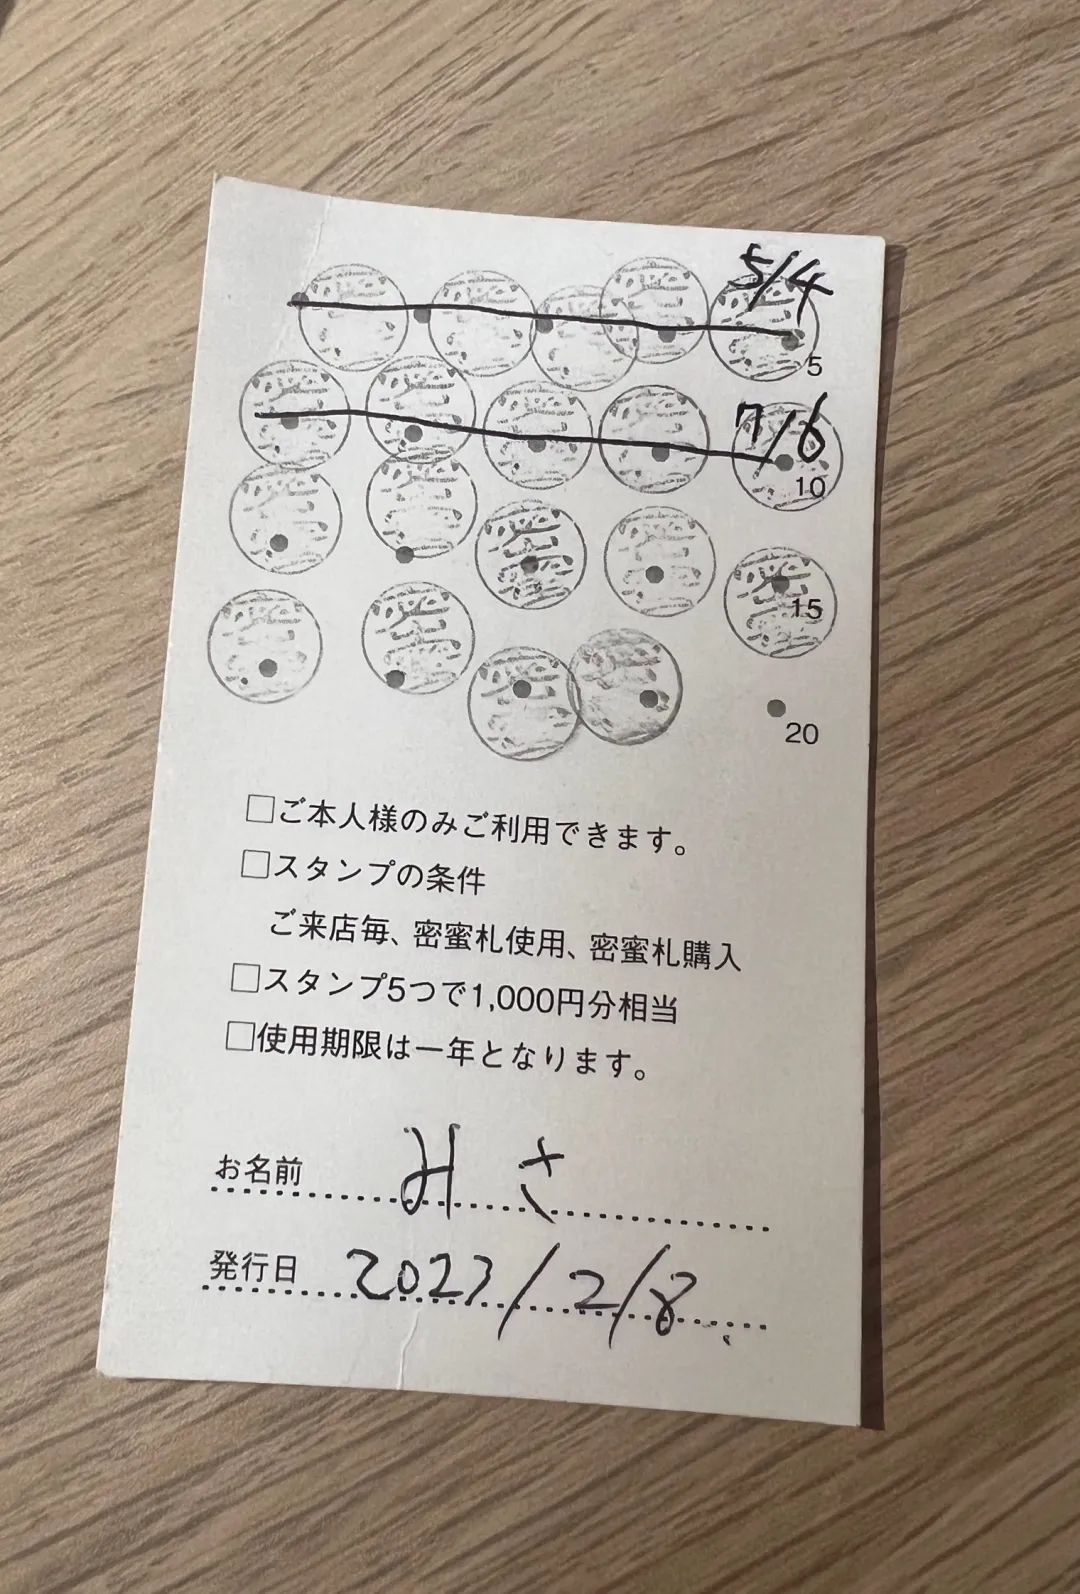 5/4
5
7/6
10
15
20
□ご本人様のみご利用できます。
□スタンプの条件
ご来店毎、密蜜札使用、密蜜札購入
□スタンプ5つで1,000円分相当
□使用期限は一年となります。
お名前 みさ
発行日 2023/2/8